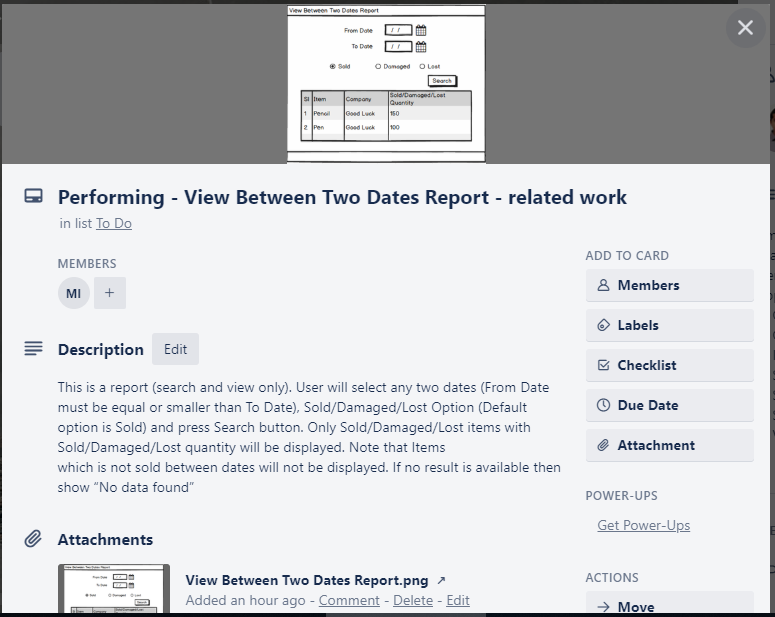 View Between Two Dates Report
From Date / /
To Date / /
Sold Damaged Lost
Search
Sl Item Company Sold/Damaged/Lost Quantity
1 Pencil Good Luck 150
2 Pen Good Luck 100
Performing - View Between Two Dates Report - related work
in list To Do
MEMBERS
MI +
Description Edit
This is a report (search and view only). User will select any two dates (From Date
must be equal or smaller than To Date), Sold/Damaged/Lost Option (Default
option is Sold) and press Search button. Only Sold/Damaged/Lost items with
Sold/Damaged/Lost quantity will be displayed. Note that Items
which is not sold between dates will not be displayed. If no result is available then
show “No data found”
Attachments
View Between Two Dates Report.png ↗
Added an hour ago - Comment - Delete - Edit
ADD TO CARD
Members
Labels
Checklist
Due Date
Attachment
POWER-UPS
Get Power-Ups
ACTIONS
Move